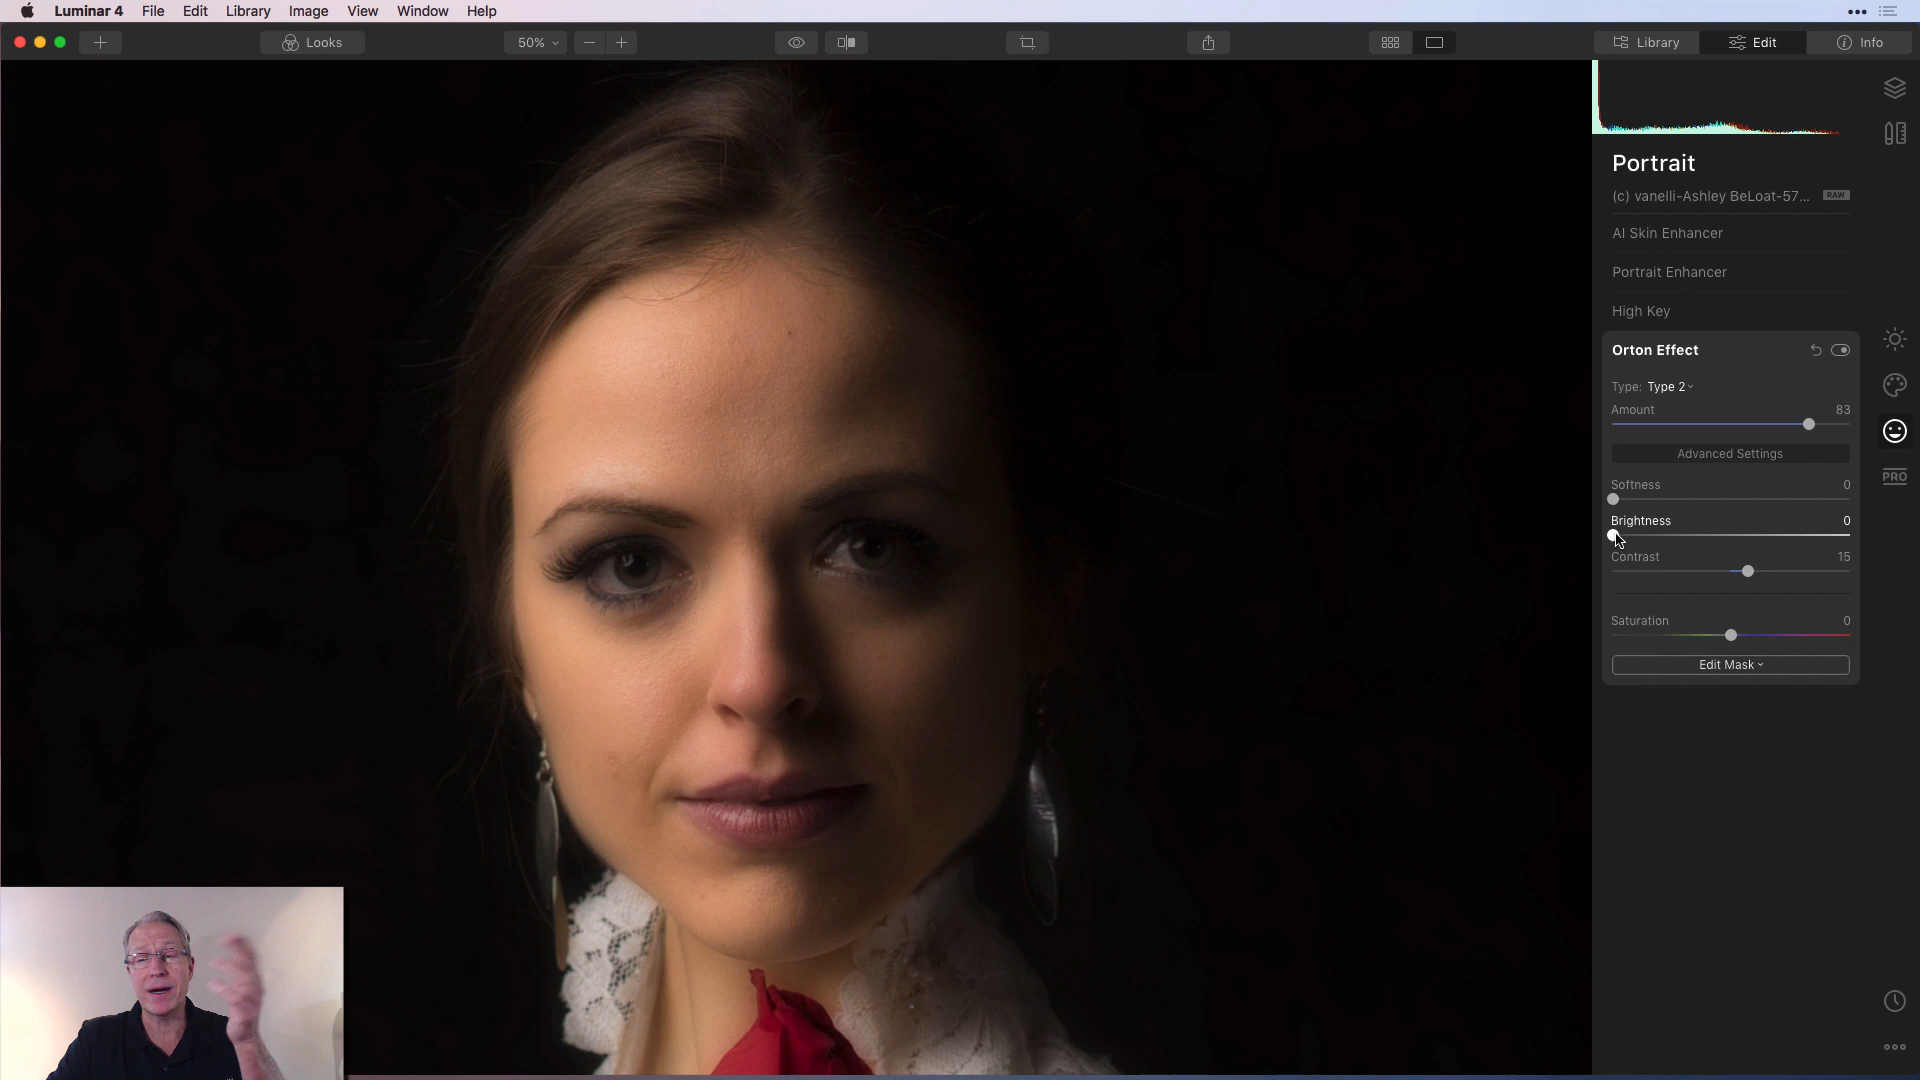 Luminar 4 File Edit Library Image View Window Help
Looks 50% Library Edit Info
Portrait
(c) vanelli-Ashley BeLoat-57... RAW
AI Skin Enhancer
Portrait Enhancer
High Key
Orton Effect
Type: Type 2
Amount 83
Advanced Settings
Softness 0
Brightness 0
Contrast 15
Saturation 0
Edit Mask
PRO